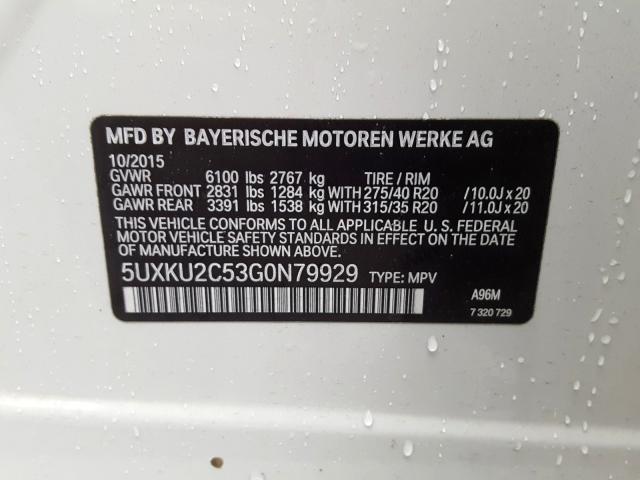 MFD BY BAYERISCHE MOTOREN WERKE AG
10/2015
GVWR 6100 lbs 2767 kg TIRE / RIM
GAWR FRONT 2831 lbs 1284 kg WITH 275/40 R20 / 10.0J x 20
GAWR REAR 3391 lbs 1538 kg WITH 315/35 R20 / 11.0J x 20
THIS VEHICLE CONFORMS TO ALL APPLICABLE U. S. FEDERAL
MOTOR VEHICLE SAFETY STANDARDS IN EFFECT ON THE DATE
OF MANUFACTURE SHOWN ABOVE.
5UXKU2C53G0N79929 TYPE: MPV
A96M
7 320 729